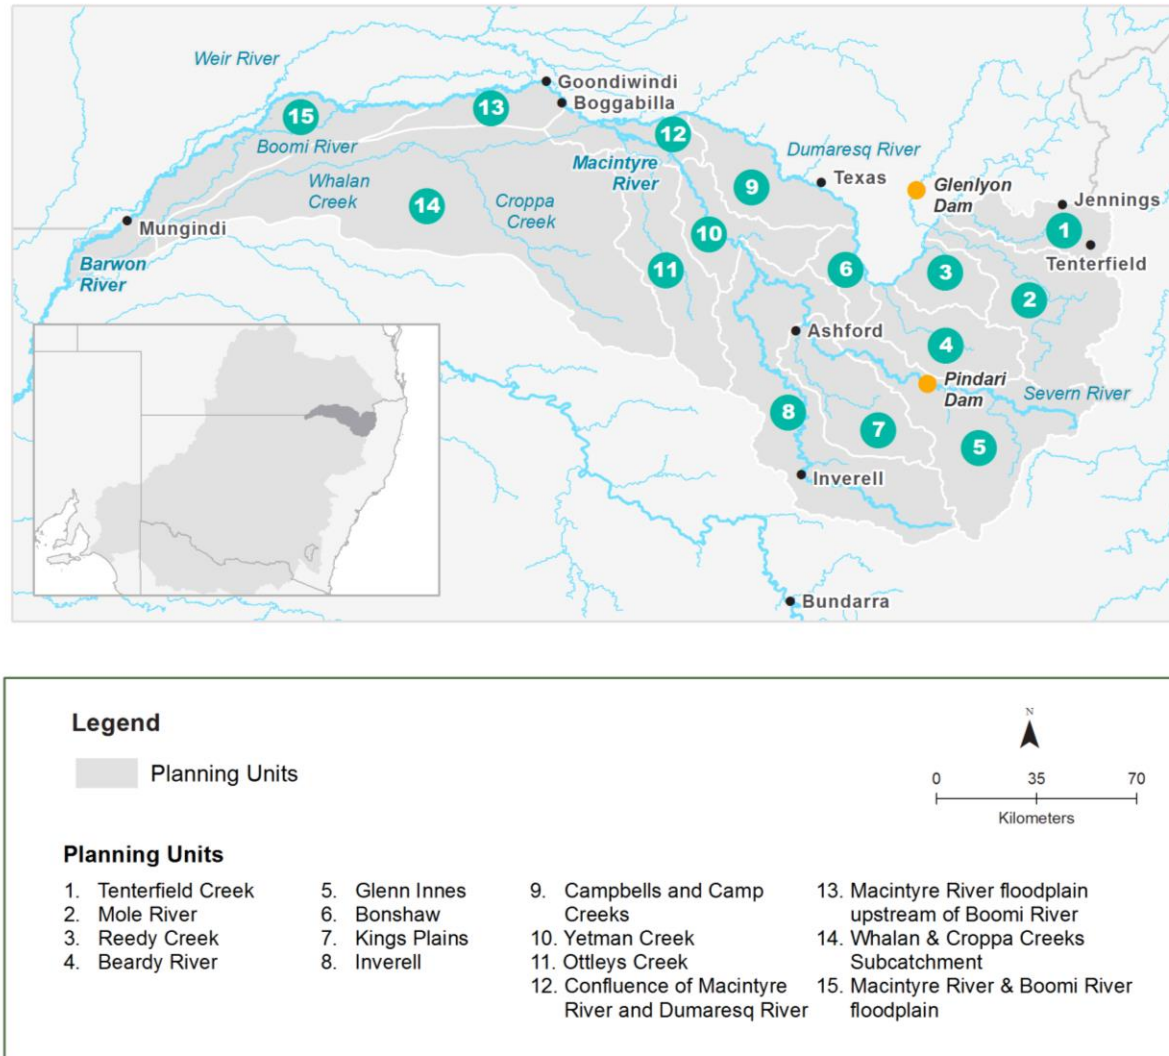 Weir River
Goondiwindi
Boggabilla
13
15
12
Boomi River
Macintyre
River
Dumaresq River
Texas
Glenlyon
Dam
Jennings
9
Whalan
Creek
Croppa
Creek
14
10
1
Mungindi
Tenterfield
Barwon
River
11
6
3
2
Ashford
4
Pindari
Dam
Severn River
8
7
5
Inverell
Bundarra
Legend
Planning Units
N
0 35 70
Kilometers
Planning Units
1. Tenterfield Creek
2. Mole River
3. Reedy Creek
4. Beardy River
5. Glenn Innes
6. Bonshaw
7. Kings Plains
8. Inverell
9. Campbells and Camp
Creeks
10. Yetman Creek
11. Ottleys Creek
12. Confluence of Macintyre
River and Dumaresq River
13. Macintyre River floodplain
upstream of Boomi River
14. Whalan & Croppa Creeks
Subcatchment
15. Macintyre River & Boomi River
floodplain